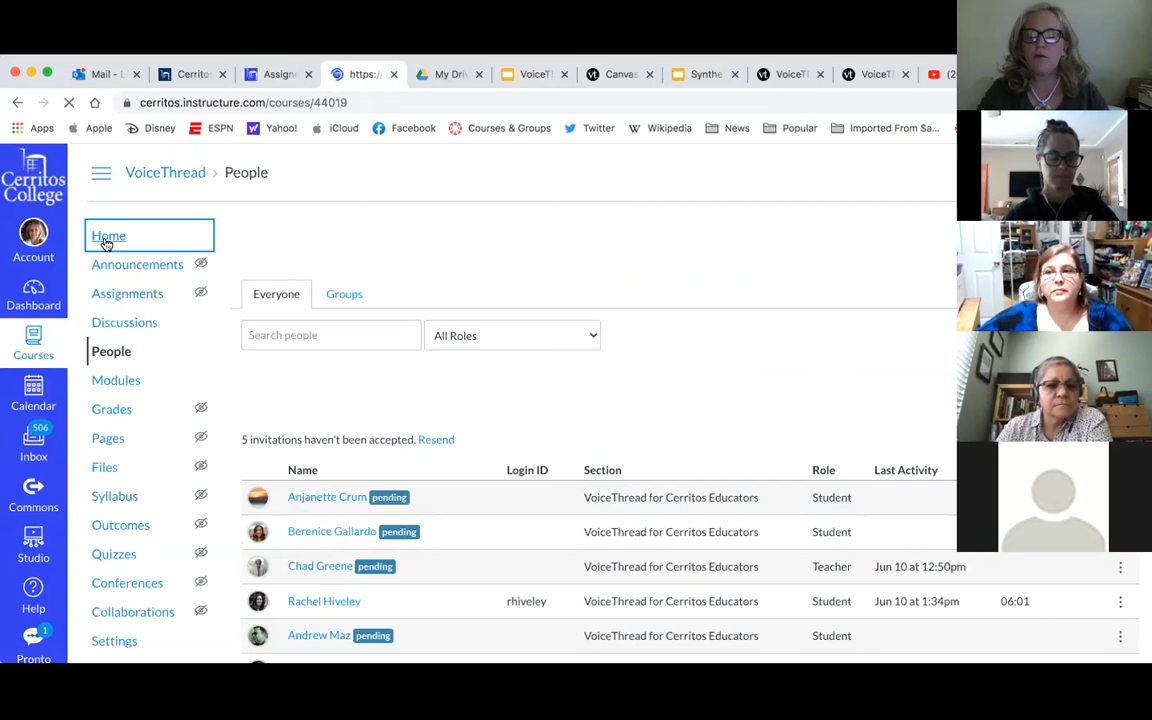 Mail - L
Cerrito
Assign
https:/
My Driv
VoiceT
Canvas
Synthe
VoiceT
VoiceT
(2
cerritos.instructure.com/courses/44019
Apps
Apple
Disney
ESPN
Yahoo!
iCloud
Facebook
Courses & Groups
Twitter
Wikipedia
News
Popular
Imported From Sa...
Cerritos
College
VoiceThread > People
Account
Dashboard
Courses
Calendar
506
Inbox
Commons
Studio
Help
1
Pronto
Home
Announcements
Assignments
Discussions
People
Modules
Grades
Pages
Files
Syllabus
Outcomes
Quizzes
Conferences
Collaborations
Settings
Everyone
Groups
Search people
All Roles
5 invitations haven't been accepted. Resend
Name Login ID Section Role Last Activity
Anjanette Crum pending VoiceThread for Cerritos Educators Student
Berenice Gallardo pending VoiceThread for Cerritos Educators Student
Chad Greene pending VoiceThread for Cerritos Educators Teacher Jun 10 at 12:50pm
Rachel Hiveley rhiveley VoiceThread for Cerritos Educators Student Jun 10 at 1:34pm 06:01
Andrew Maz pending VoiceThread for Cerritos Educators Student